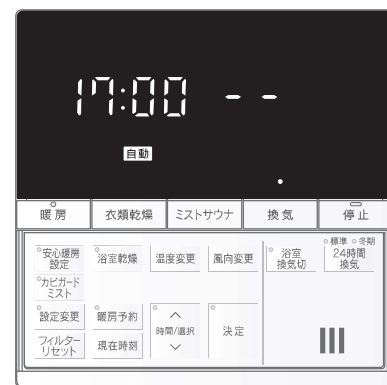 17:00 --
自動
暖房 衣類乾燥 ミストサウナ 換気 停止
標準 冬期
安心暖房
設定
浴室乾燥
温度変更
風向変更
浴室
換気切
24時間
換気
カビガード
ミスト
設定変更
暖房予約
時間/選択
決定
フィルター
リセット
現在時刻